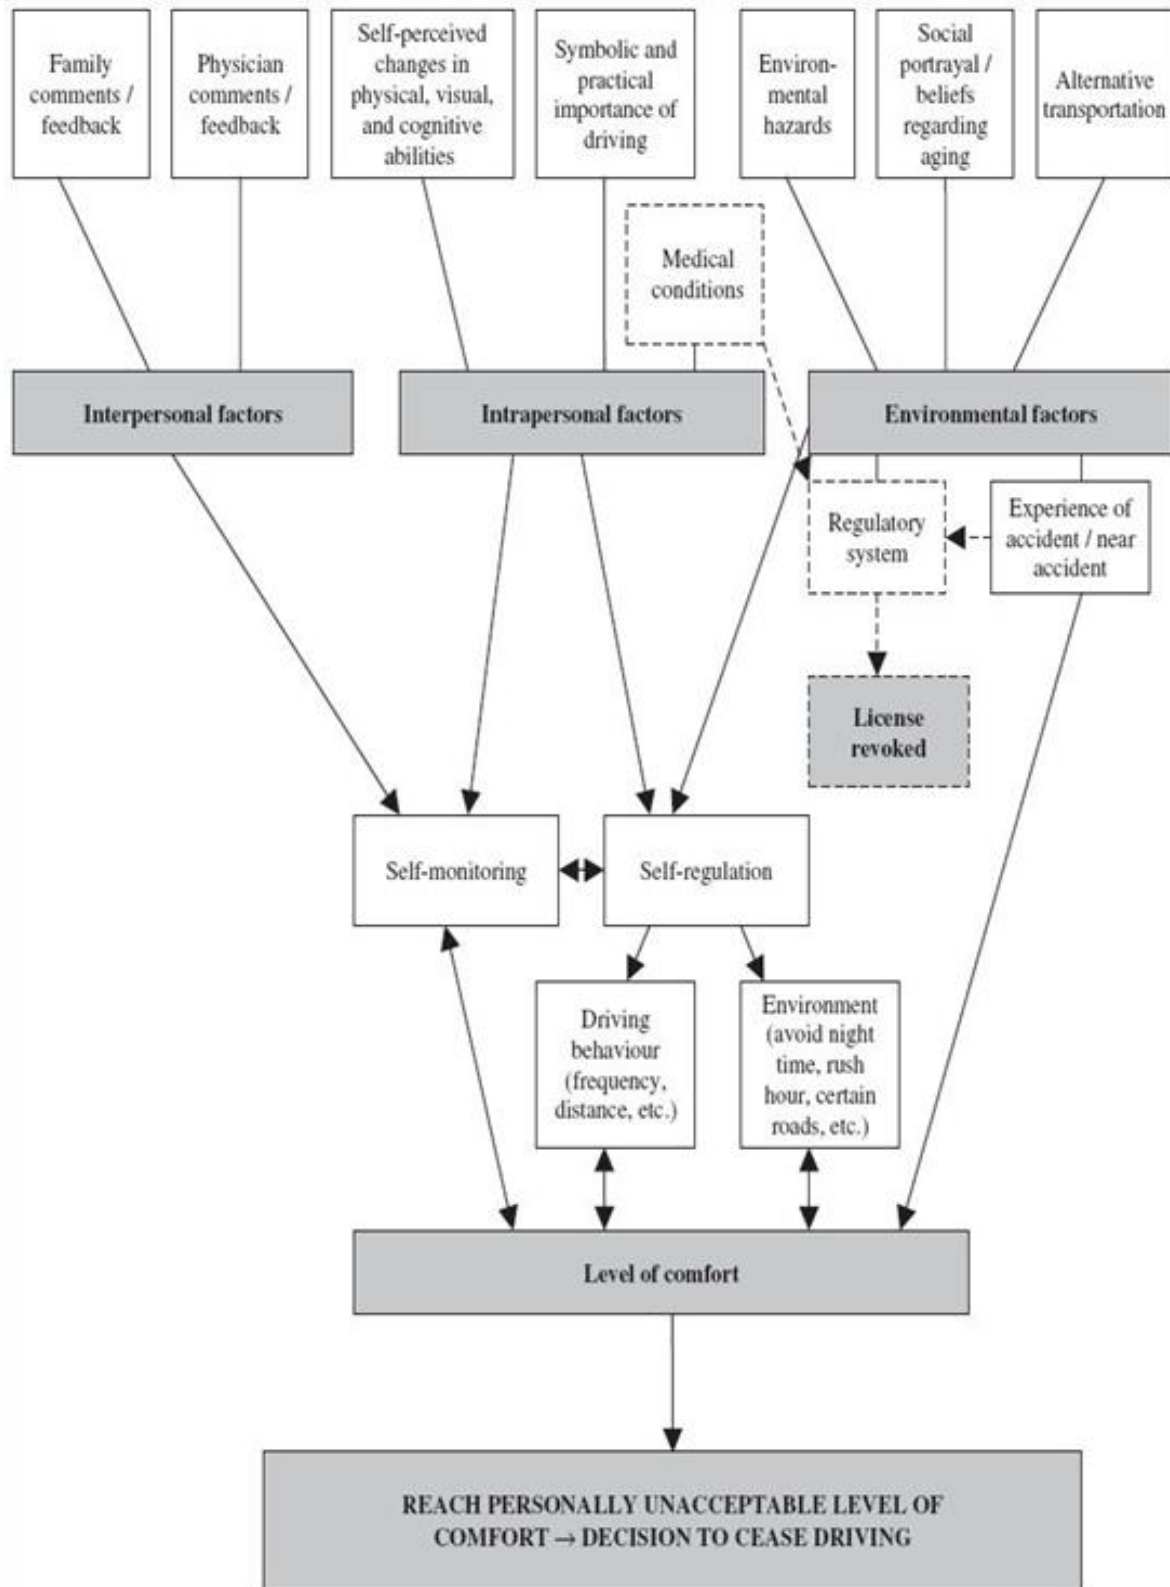 Family
comments /
feedback
Physician
comments /
feedback
Self-perceived
changes in
physical, visual,
and cognitive
abilities
Symbolic and
practical
importance of
driving
Environ-
mental
hazards
Social
portrayal /
beliefs
regarding
aging
Alternative
transportation
Medical
conditions
Interpersonal factors
Intrapersonal factors
Environmental factors
Regulatory
system
Experience of
accident / near
accident
License
revoked
Self-monitoring
Self-regulation
Driving
behaviour
(frequency,
distance, etc.)
Environment
(avoid night
time, rush
hour, certain
roads, etc.)
Level of comfort
REACH PERSONALLY UNACCEPTABLE LEVEL OF
COMFORT → DECISION TO CEASE DRIVING